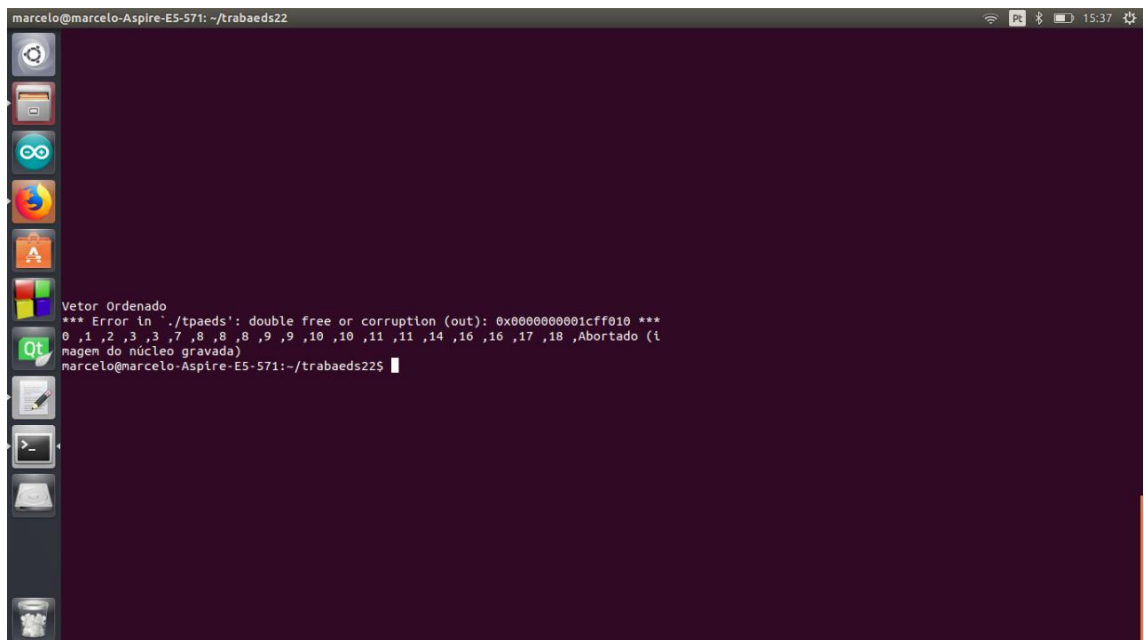 marcelo@marcelo-Aspire-E5-571: ~/trabaeds22
Pt 15:37
Qt
Vetor Ordenado
*** Error in `./tpaeds': double free or corruption (out): 0x0000000001cff010 ***
0 ,1 ,2 ,3 ,3 ,7 ,8 ,8 ,8 ,9 ,9 ,10 ,10 ,11 ,11 ,14 ,16 ,16 ,17 ,18 ,Abortado (i
magem do núcleo gravada)
marcelo@marcelo-Aspire-E5-571:~/trabaeds22$